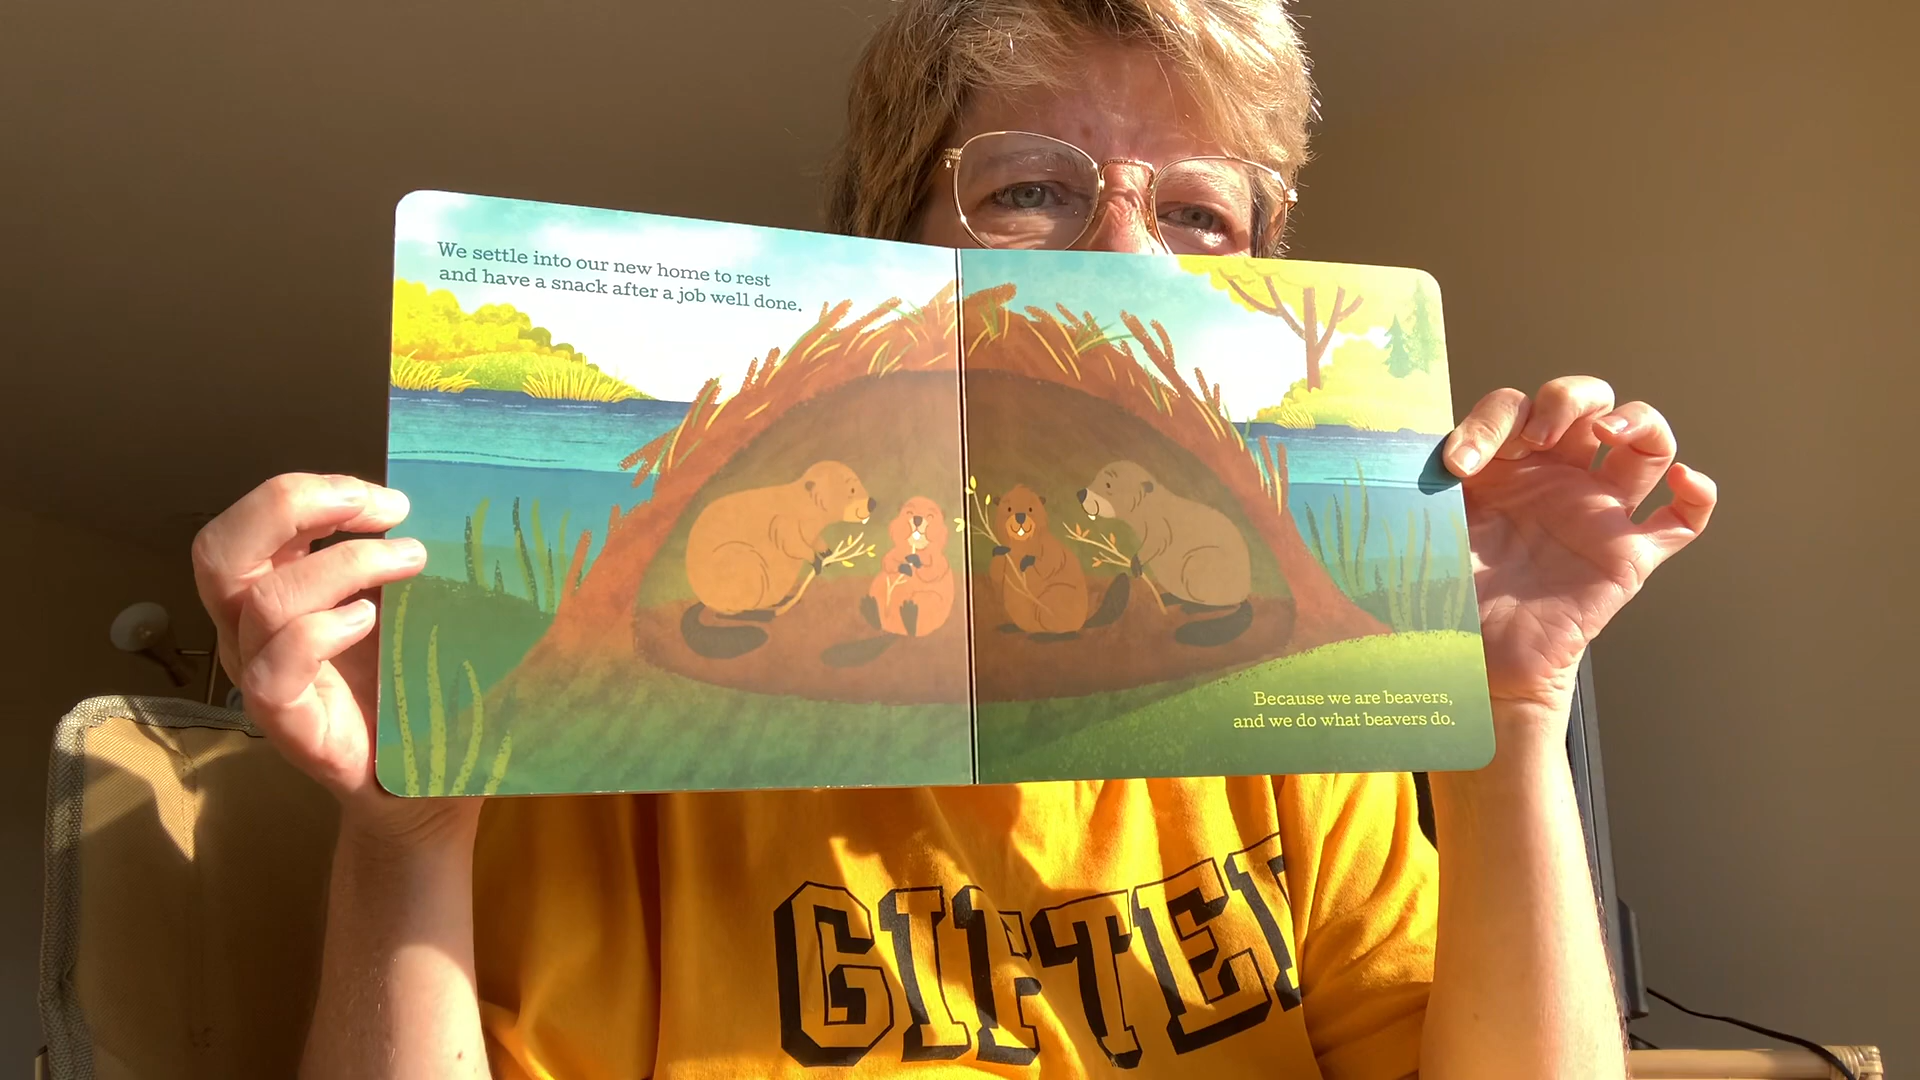 We settle into our new home to rest
and have a snack after a job well done.
Because we are beavers,
and we do what beavers do.
GIFTED